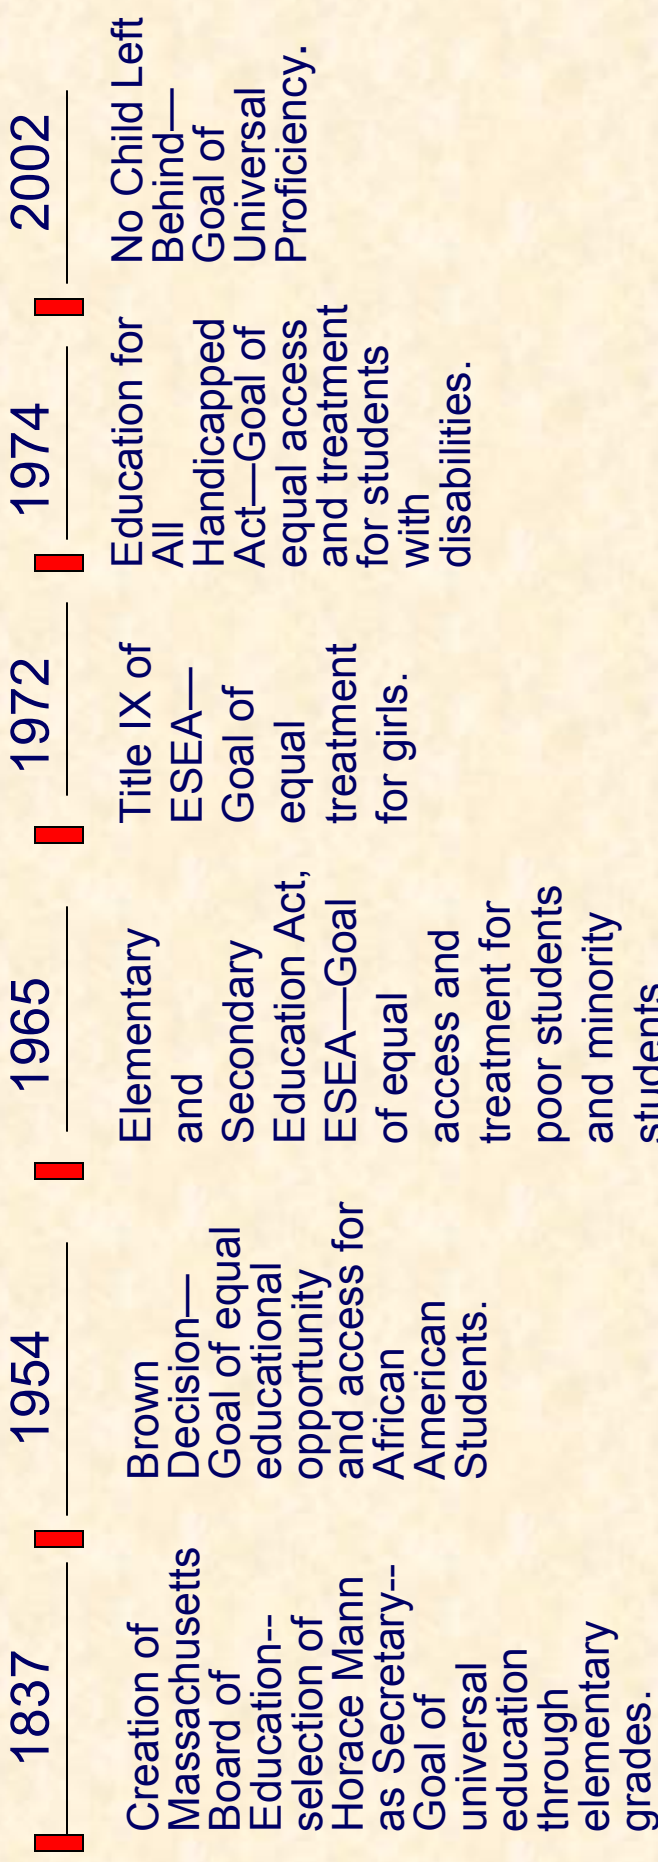 1837
Creation of
Massachusetts
Board of
Education--
selection of
Horace Mann
as Secretary--
Goal of
universal
education
through
elementary
grades.
1954
Brown
Decision—
Goal of equal
educational
opportunity
and access for
African
American
Students.
1965
Elementary
and
Secondary
Education Act,
ESEA—Goal
of equal
access and
treatment for
poor students
and minority
students
1972
Title IX of
ESEA—
Goal of
equal
treatment
for girls.
1974
Education for
All
Handicapped
Act—Goal of
equal access
and treatment
for students
with
disabilities.
2002
No Child Left
Behind—
Goal of
Universal
Proficiency.